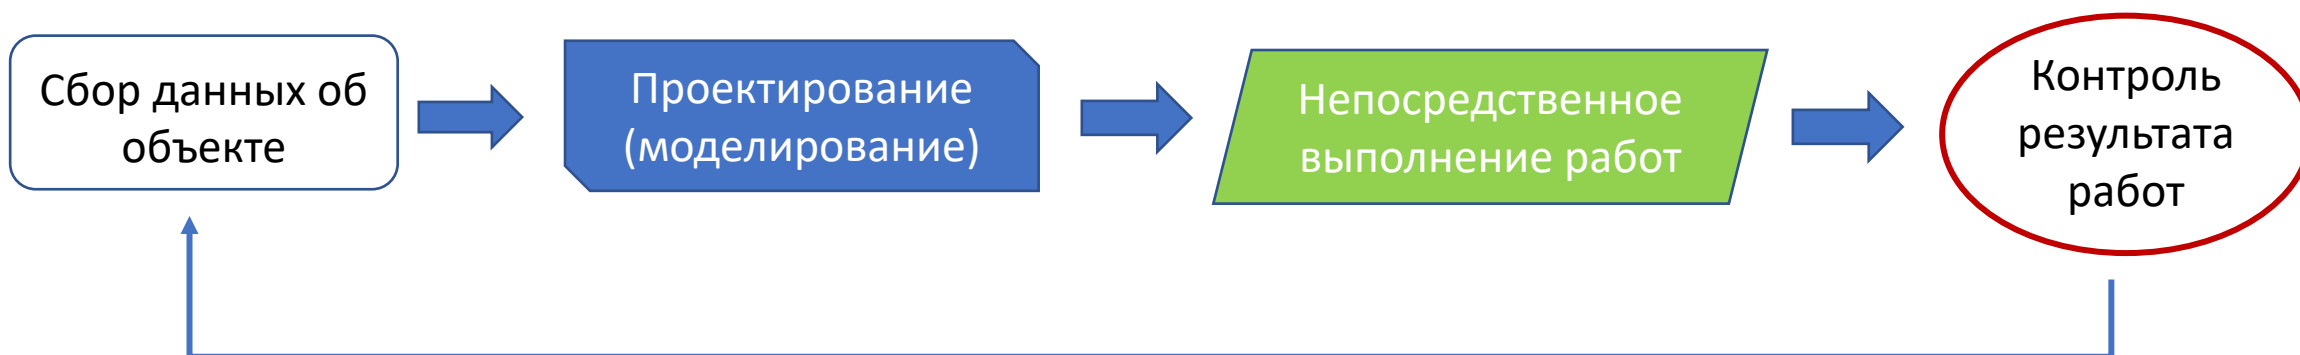 Сбор данных об
объекте
Проектирование
(моделирование)
Непосредственное
выполнение работ
Контроль
результата
работ